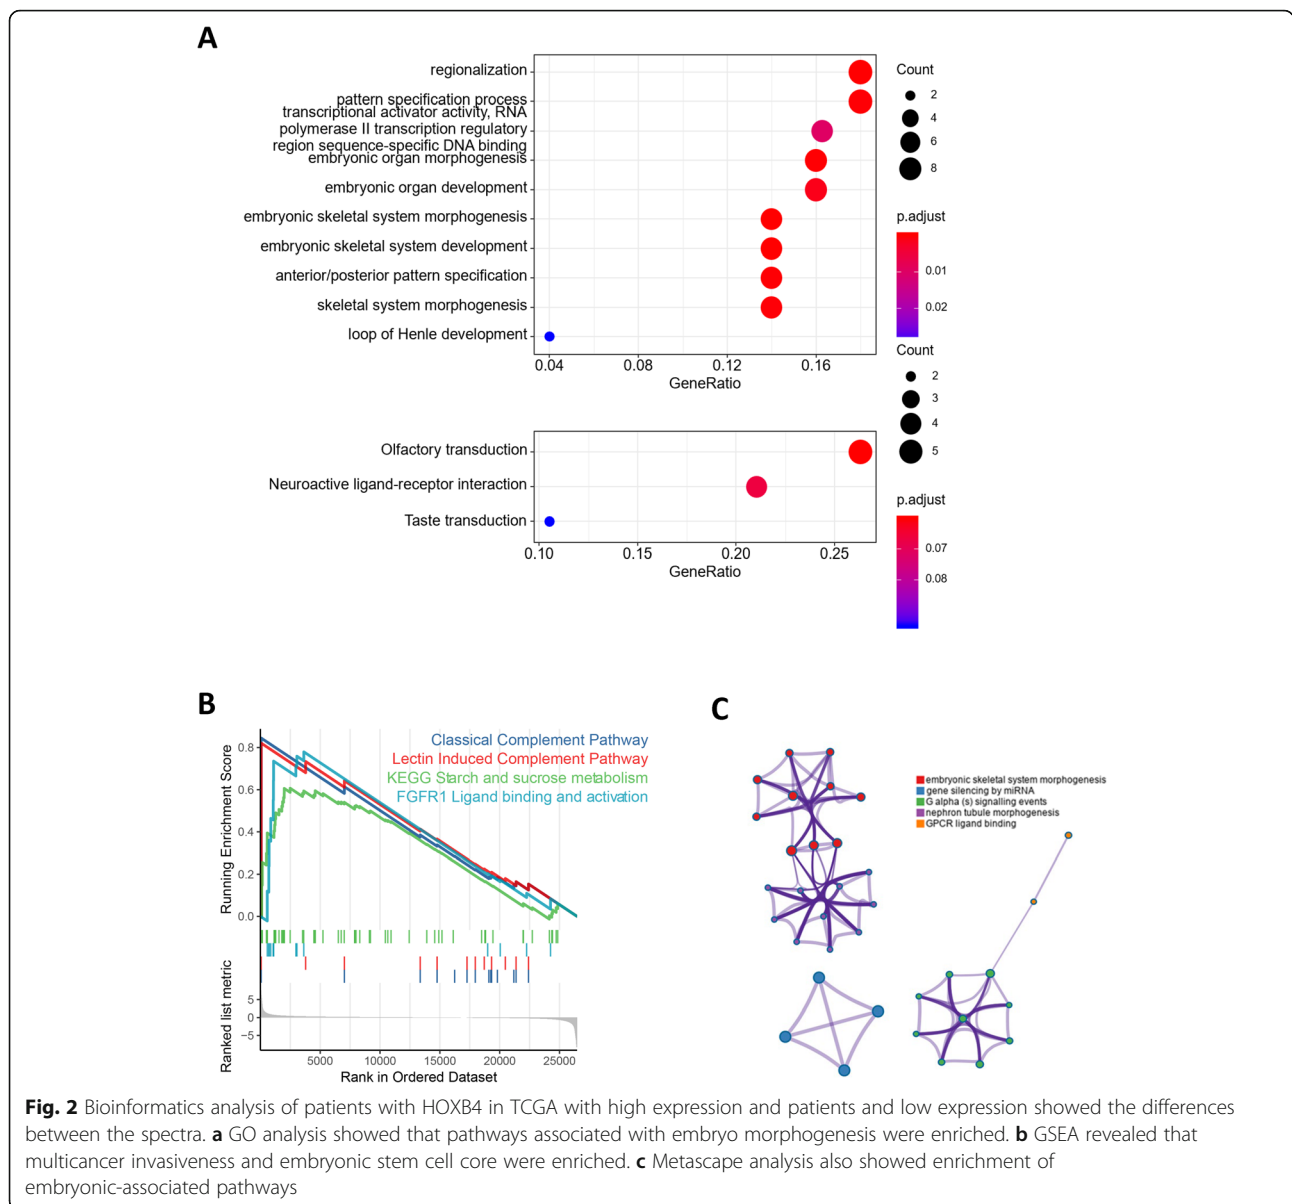 A
regionalization
pattern specification process
transcriptional activator activity, RNA
polymerase II transcription regulatory
region sequence-specific DNA binding
embryonic organ morphogenesis
embryonic organ development
embryonic skeletal system morphogenesis
embryonic skeletal system development
anterior/posterior pattern specification
skeletal system morphogenesis
loop of Henle development
0.04 0.08 0.12 0.16
GeneRatio
Count
2
4
6
8
p.adjust
0.01
0.02
Olfactory transduction
Neuroactive ligand-receptor interaction
Taste transduction
0.10 0.15 0.20 0.25
GeneRatio
Count
2
3
4
5
p.adjust
0.07
0.08
B
Running Enrichment Score
0.8
0.6
0.4
0.2
0.0
Classical Complement Pathway
Lectin Induced Complement Pathway
KEGG Starch and sucrose metabolism
FGFR1 Ligand binding and activation
Ranked list metric
5
0
−5
5000 10000 15000 20000 25000
Rank in Ordered Dataset
C
embryonic skeletal system morphogenesis
gene silencing by miRNA
G alpha (s) signalling events
nephron tubule morphogenesis
GPCR ligand binding
Fig. 2 Bioinformatics analysis of patients with HOXB4 in TCGA with high expression and patients and low expression showed the differences
between the spectra. a GO analysis showed that pathways associated with embryo morphogenesis were enriched. b GSEA revealed that
multicancer invasiveness and embryonic stem cell core were enriched. c Metascape analysis also showed enrichment of
embryonic-associated pathways